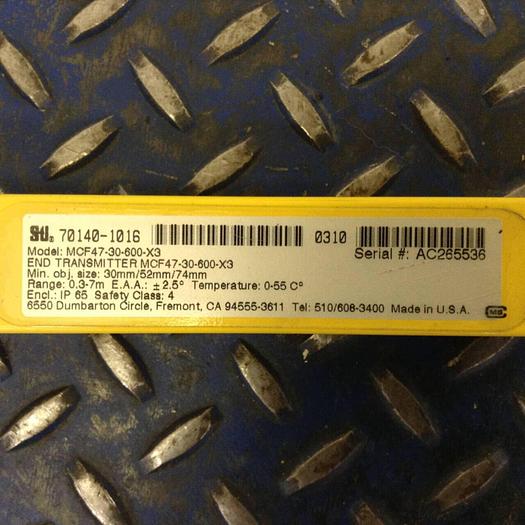 STI® 70140-1016 0310
Model: MCF47-30-600-X3 Serial #: AC265536
END TRANSMITTER MCF47-30-600-X3
Min. obj. size: 30mm/52mm/74mm
Range: 0.3-7m E.A.A.: ±2.5° Temperature: 0-55 C°
Encl.: IP 65 Safety Class: 4
6550 Dumbarton Circle, Fremont, CA 94555-3611 Tel: 510/608-3400 Made in U.S.A.